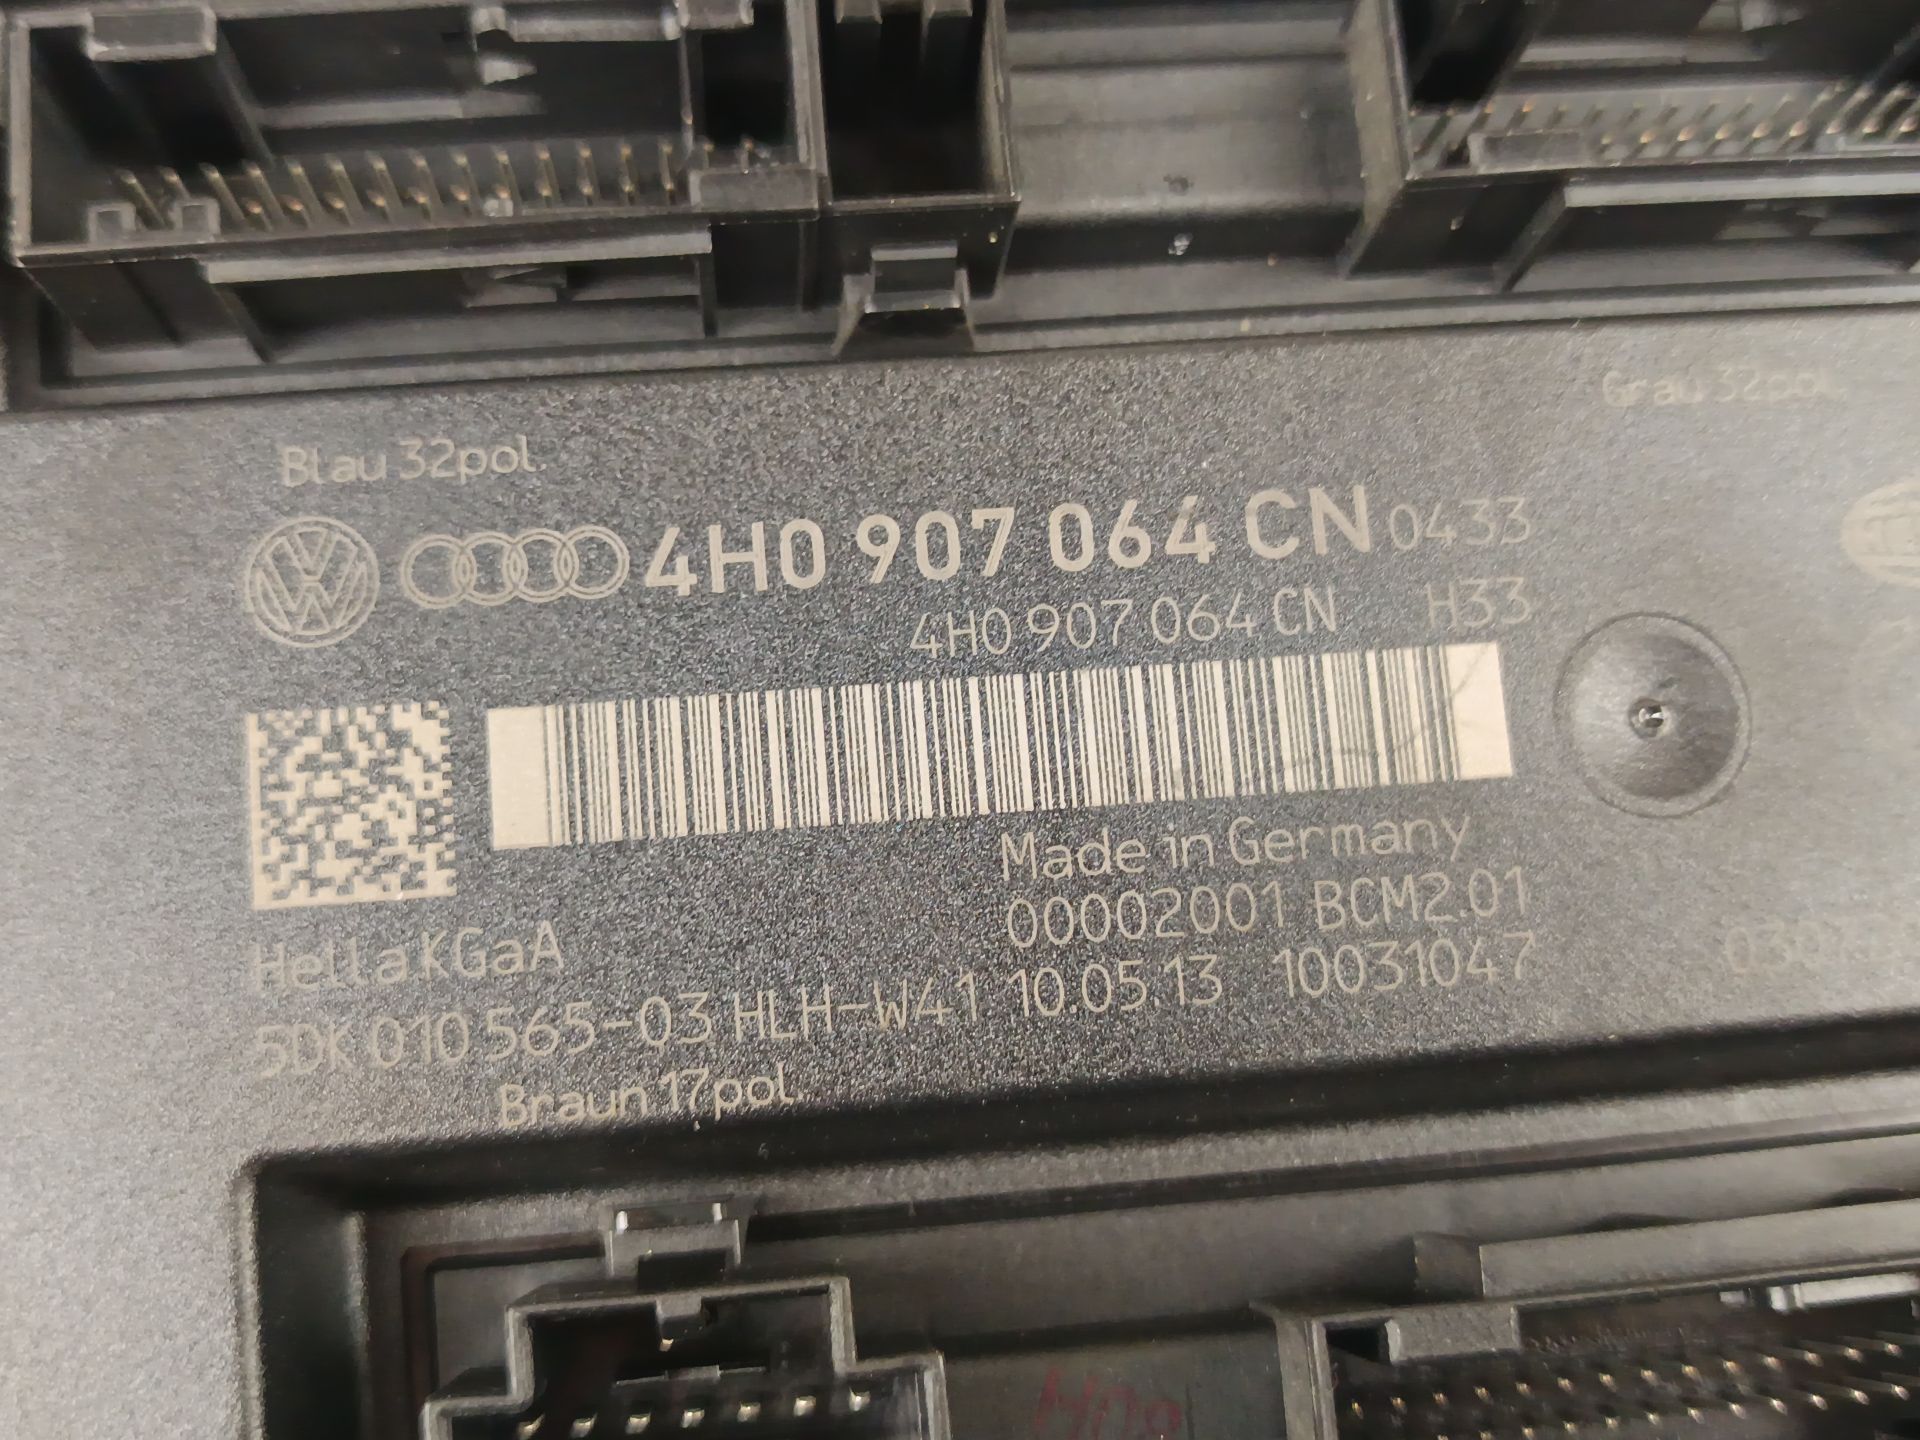 Grau 32pol.
Blau 32pol.
4H0 907 064 CN 0433
4H0 907 064 CN H33
Made in Germany
00002001 BCM2.01
Hella KGaA
5DK 010 565-03 HLH-W41 10.05.13 10031047
Braun 17pol.